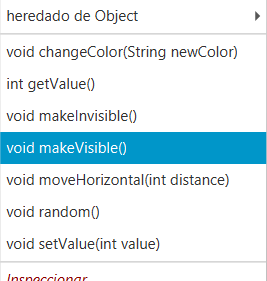 heredado de Object
void changeColor(String newColor)
int getValue()
void makeInvisible()
void makeVisible()
void moveHorizontal(int distance)
void random()
void setValue(int value)
Inspeccionar